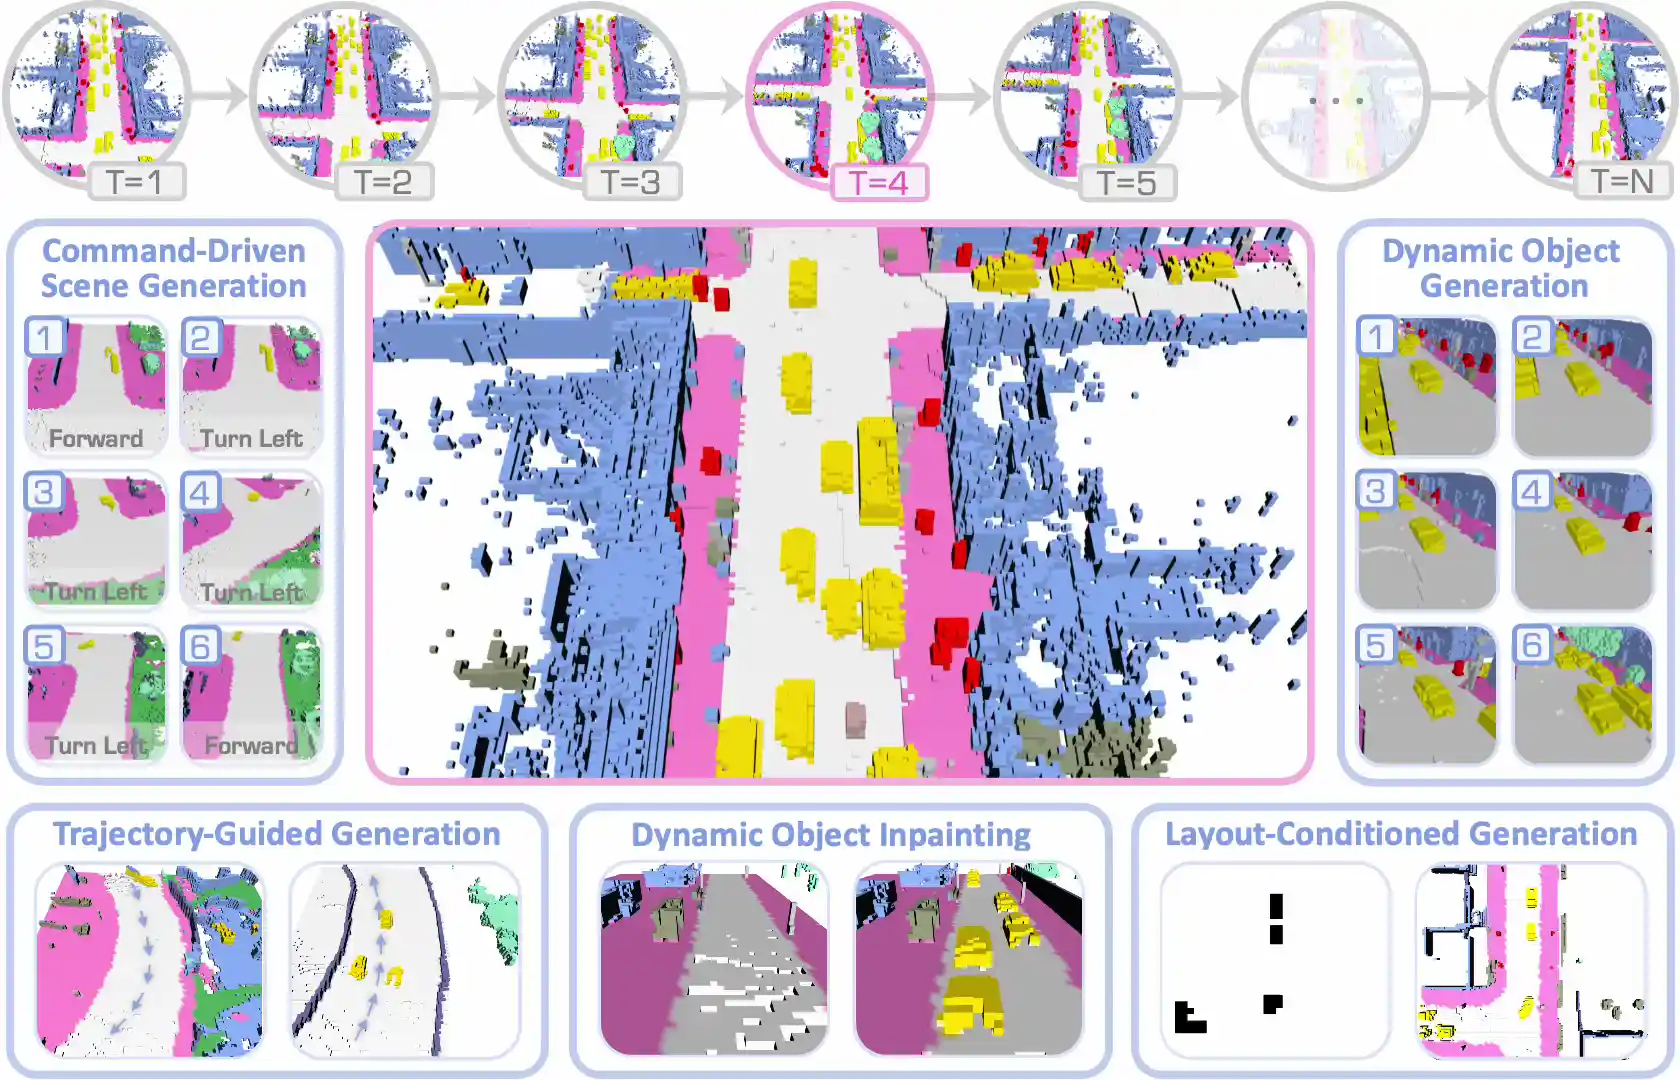 T=1
T=2
T=3
T=4
T=5
...
T=N
Command-Driven
Scene Generation
1
Forward
2
Turn Left
3
Turn Left
4
Turn Left
5
Turn Left
6
Forward
Dynamic Object
Generation
1
2
3
4
5
6
Trajectory-Guided Generation
Dynamic Object Inpainting
Layout-Conditioned Generation